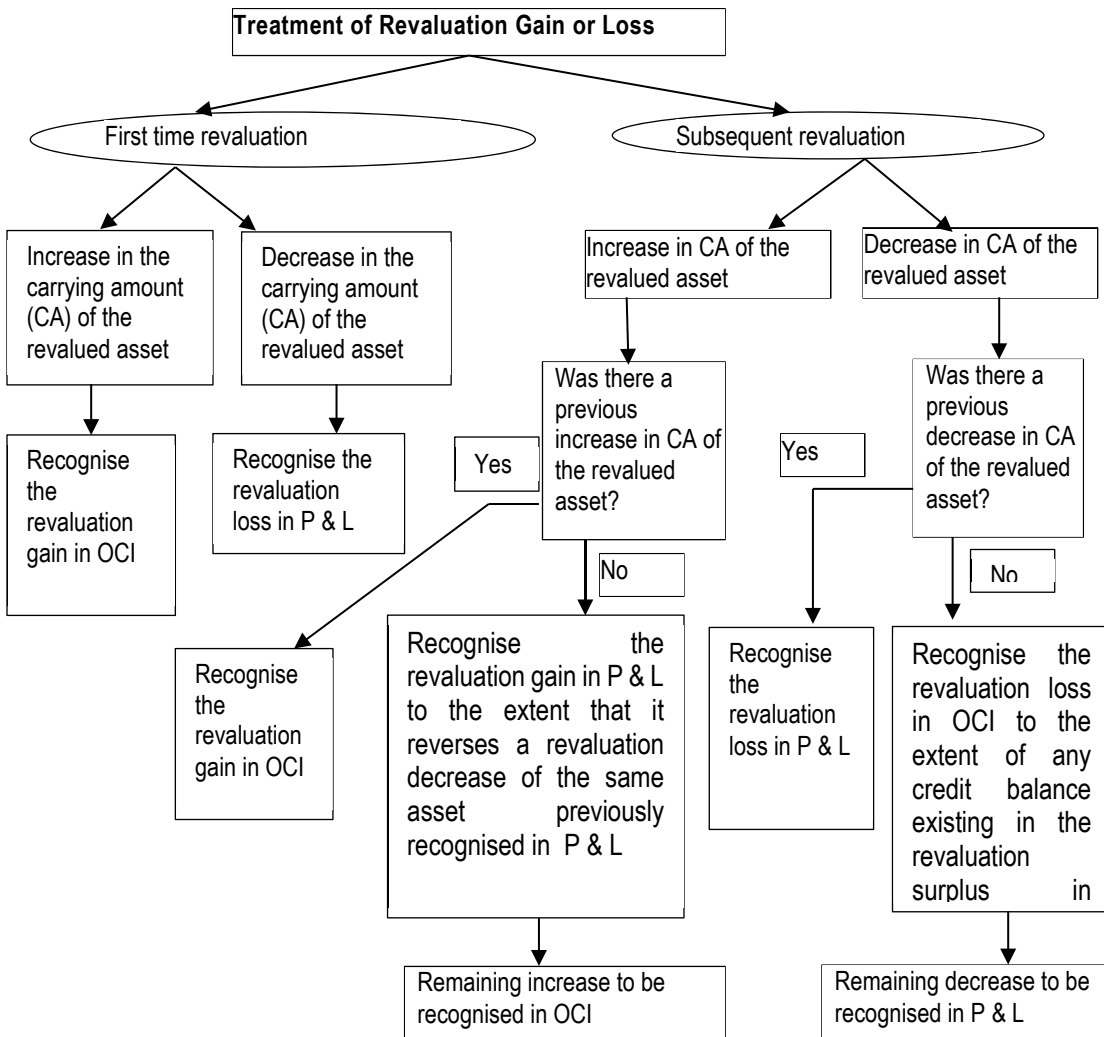 Treatment of Revaluation Gain or Loss
First time revaluation
Subsequent revaluation
Increase in the
carrying amount
(CA) of the
revalued asset
Decrease in the
carrying amount
(CA) of the
revalued asset
Increase in CA of the
revalued asset
Decrease in CA of the
revalued asset
Recognise
the
revaluation
gain in OCI
Recognise the
revaluation
loss in P & L
Yes
Was there a
previous
increase in CA of
the revalued
asset?
Yes
Was there a
previous
decrease in CA
of the revalued
asset?
No
No
Recognise
the
revaluation
gain in OCI
Recognise the
revaluation gain in P & L
to the extent that it
reverses a revaluation
decrease of the same
asset previously
recognised in P & L
Recognise
the
revaluation
loss in P & L
Recognise the
revaluation loss
in OCI to the
extent of any
credit balance
existing in the
revaluation
surplus in
Remaining increase to be
recognised in OCI
Remaining decrease to be
recognised in P & L